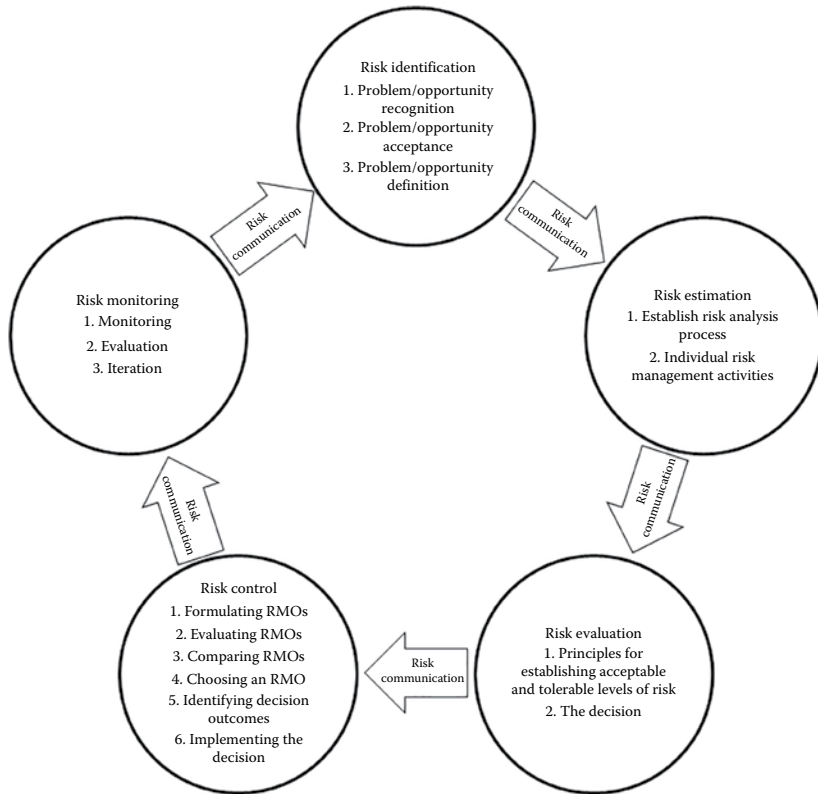 Risk identification
1. Problem/opportunity
recognition
2. Problem/opportunity
acceptance
3. Problem/opportunity
definition
Risk
communication
Risk estimation
1. Establish risk analysis
process
2. Individual risk
management activities
Risk
communication
Risk evaluation
1. Principles for
establishing acceptable
and tolerable levels of risk
2. The decision
Risk
communication
Risk control
1. Formulating RMOs
2. Evaluating RMOs
3. Comparing RMOs
4. Choosing an RMO
5. Identifying decision
outcomes
6. Implementing the
decision
Risk
communication
Risk monitoring
1. Monitoring
2. Evaluation
3. Iteration
Risk
communication